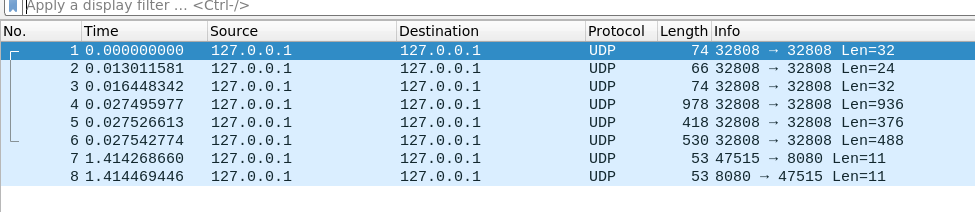 Apply a display filter … <Ctrl-/>
No. Time Source Destination Protocol Length Info
1 0.000000000 127.0.0.1 127.0.0.1 UDP 74 32808 → 32808 Len=32
2 0.013011581 127.0.0.1 127.0.0.1 UDP 66 32808 → 32808 Len=24
3 0.016448342 127.0.0.1 127.0.0.1 UDP 74 32808 → 32808 Len=32
4 0.027495977 127.0.0.1 127.0.0.1 UDP 978 32808 → 32808 Len=936
5 0.027526613 127.0.0.1 127.0.0.1 UDP 418 32808 → 32808 Len=376
6 0.027542774 127.0.0.1 127.0.0.1 UDP 530 32808 → 32808 Len=488
7 1.414268660 127.0.0.1 127.0.0.1 UDP 53 47515 → 8080 Len=11
8 1.414469446 127.0.0.1 127.0.0.1 UDP 53 8080 → 47515 Len=11